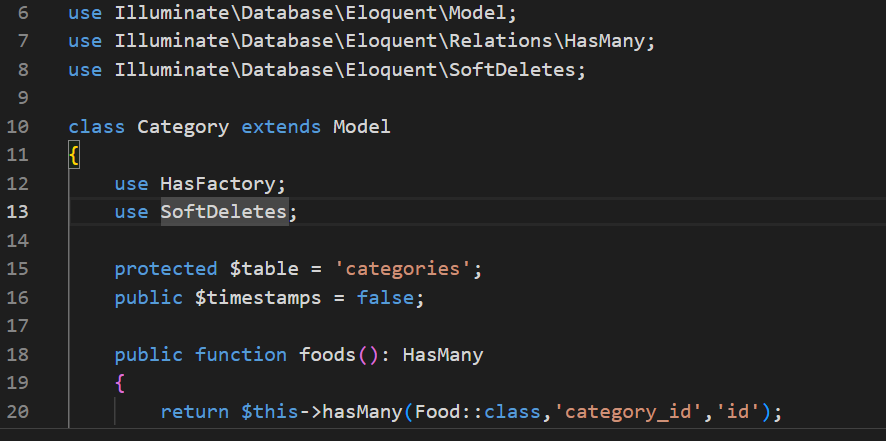 6 use Illuminate\Database\Eloquent\Model;
7 use Illuminate\Database\Eloquent\Relations\HasMany;
8 use Illuminate\Database\Eloquent\SoftDeletes;
9
10 class Category extends Model
11 {
12 use HasFactory;
13 use SoftDeletes;
14
15 protected $table = 'categories';
16 public $timestamps = false;
17
18 public function foods(): HasMany
19 {
20 return $this->hasMany(Food::class,'category_id','id');